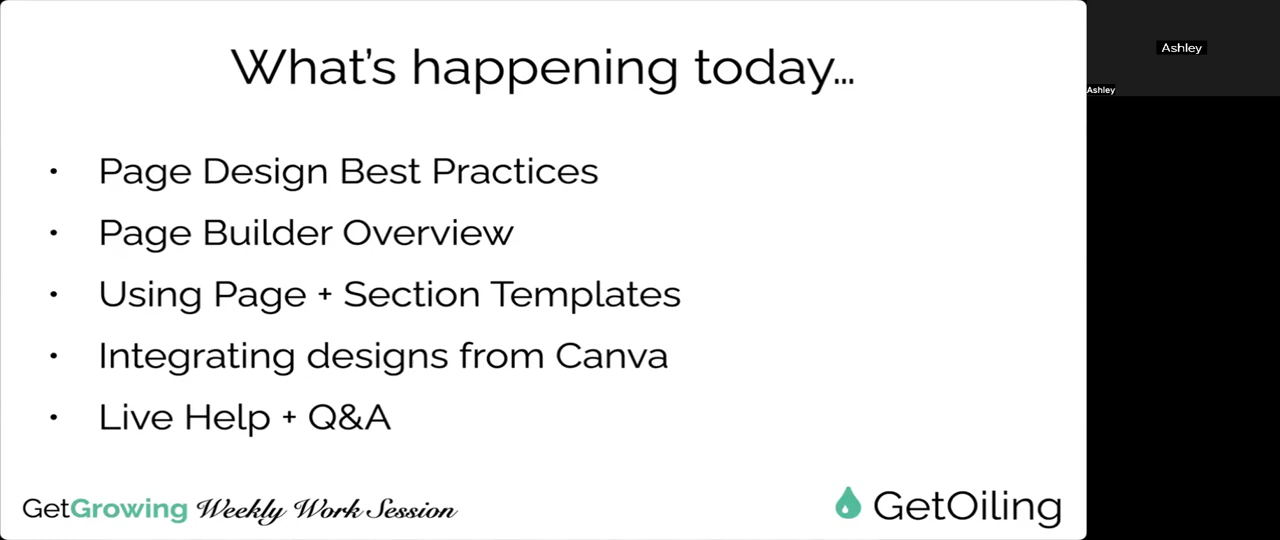 What's happening today...
• Page Design Best Practices
• Page Builder Overview
• Using Page + Section Templates
• Integrating designs from Canva
• Live Help + Q&A
GetGrowing Weekly Work Session
GetOiling
Ashley
Ashley